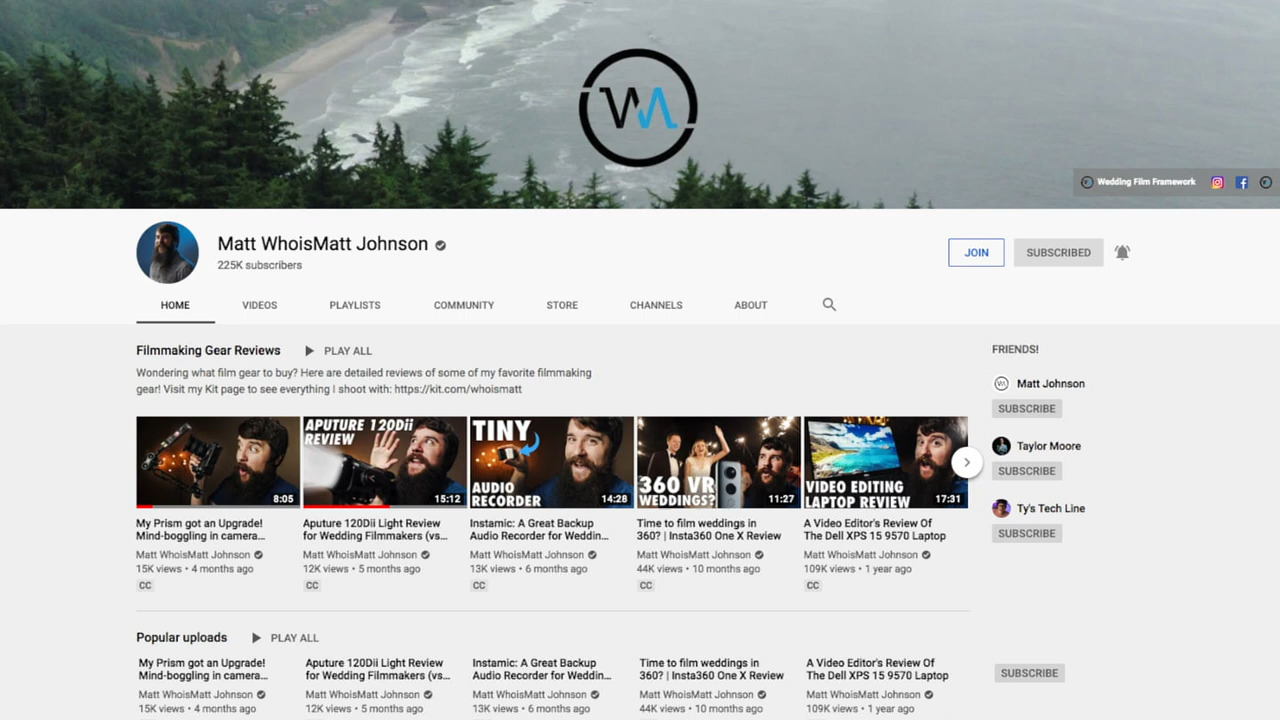 WM
Wedding Film Framework
Matt WhoisMatt Johnson
225K subscribers
JOIN
SUBSCRIBED
HOME
VIDEOS
PLAYLISTS
COMMUNITY
STORE
CHANNELS
ABOUT
Filmmaking Gear Reviews
PLAY ALL
Wondering what film gear to buy? Here are detailed reviews of some of my favorite filmmaking
gear! Visit my Kit page to see everything I shoot with: https://kit.com/whoismatt
8:05
My Prism got an Upgrade!
Mind-boggling in camera...
Matt WhoisMatt Johnson
15K views • 4 months ago
CC
APUTURE 120Dii
REVIEW
15:12
Aputure 120Dii Light Review
for Wedding Filmmakers (vs...
Matt WhoisMatt Johnson
12K views • 5 months ago
CC
TINY
AUDIO
RECORDER
14:28
Instamic: A Great Backup
Audio Recorder for Weddin...
Matt WhoisMatt Johnson
13K views • 6 months ago
CC
360 VR
WEDDINGS?
11:27
Time to film weddings in
360? | Insta360 One X Review
Matt WhoisMatt Johnson
44K views • 10 months ago
CC
VIDEO EDITING
LAPTOP REVIEW
17:31
A Video Editor's Review Of
The Dell XPS 15 9570 Laptop
Matt WhoisMatt Johnson
109K views • 1 year ago
CC
FRIENDS!
Matt Johnson
SUBSCRIBE
Taylor Moore
SUBSCRIBE
Ty's Tech Line
SUBSCRIBE
Popular uploads
PLAY ALL
My Prism got an Upgrade!
Mind-boggling in camera...
Matt WhoisMatt Johnson
15K views • 4 months ago
Aputure 120Dii Light Review
for Wedding Filmmakers (vs...
Matt WhoisMatt Johnson
12K views • 5 months ago
Instamic: A Great Backup
Audio Recorder for Weddin...
Matt WhoisMatt Johnson
13K views • 6 months ago
Time to film weddings in
360? | Insta360 One X Review
Matt WhoisMatt Johnson
44K views • 10 months ago
A Video Editor's Review Of
The Dell XPS 15 9570 Laptop
Matt WhoisMatt Johnson
109K views • 1 year ago
SUBSCRIBE